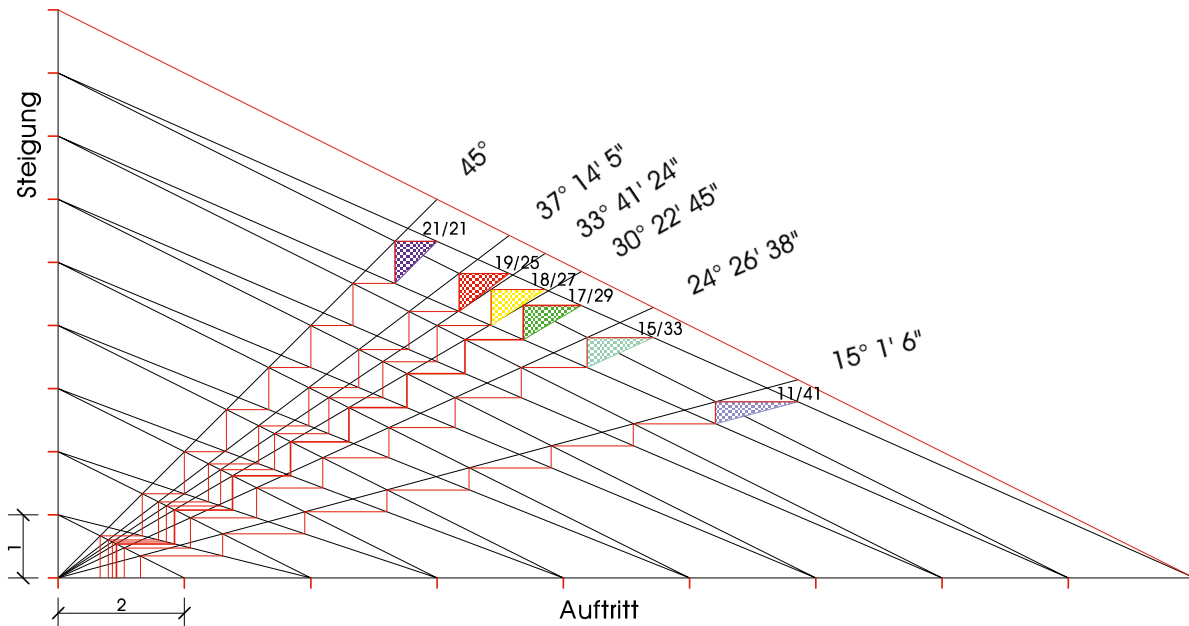 Steigung
45°
37° 14' 5"
33° 41' 24"
30° 22' 45"
24° 26' 38"
15° 1' 6"
21/21
19/25
18/27
17/29
15/33
11/41
1
2
Auftritt